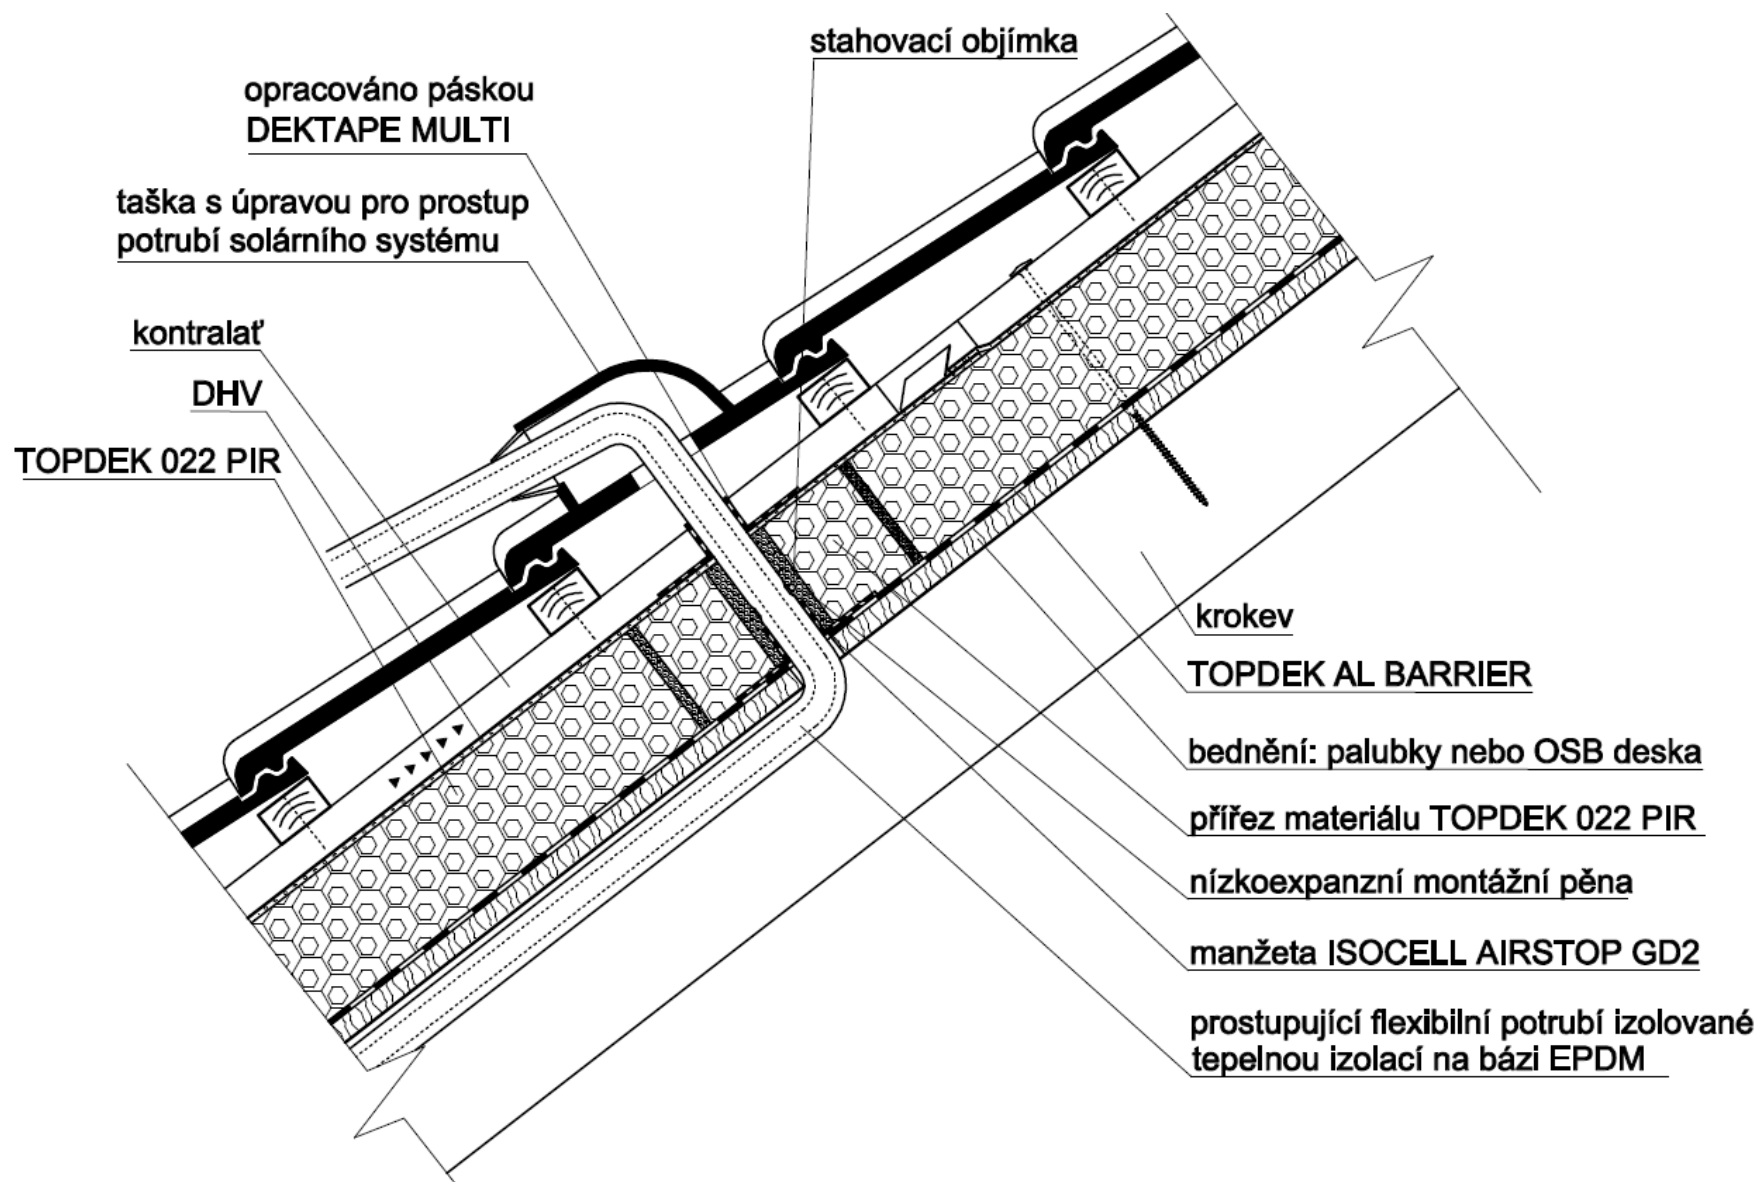 stahovací objímka
opracováno páskou
DEKTAPE MULTI
taška s úpravou pro prostup
potrubí solárního systému
kontralať
DHV
TOPDEK 022 PIR
krokev
TOPDEK AL BARRIER
bednění: palubky nebo OSB deska
přířez materiálu TOPDEK 022 PIR
nízkoexpanzní montážní pěna
manžeta ISOCELL AIRSTOP GD2
prostupující flexibilní potrubí izolované
tepelnou izolací na bázi EPDM